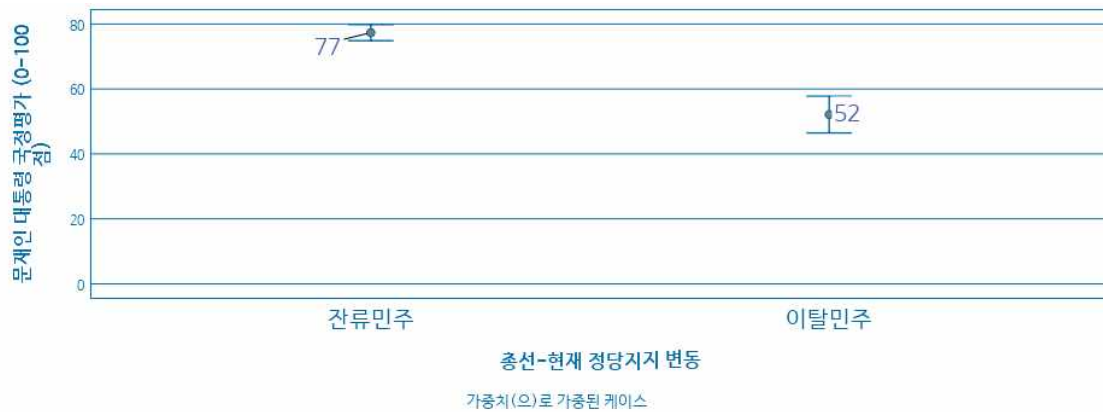 문재인 대통령 국정평가 (0-100
점)
80
60
40
20
0
77
52
잔류민주
이탈민주
총선-현재 정당지지 변동
가중치(으)로 가중된 케이스